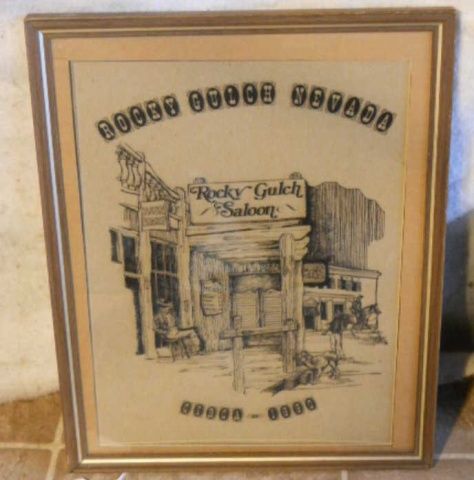 ROCKY GULCH NEVADA
Rocky Gulch
Saloon
CIRCA -